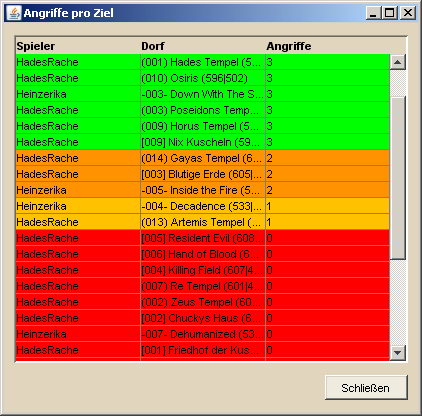 Angriffe pro Ziel
Spieler Dorf Angriffe
HadesRache (001) Hades Tempel (5... 3
HadesRache (010) Osiris (596|502) 3
Heinzerika -003- Down With The S... 3
HadesRache (003) Poseidons Temp... 3
HadesRache (009) Horus Tempel (5... 3
HadesRache [009] Nix Kuscheln (59... 3
HadesRache (014) Gayas Tempel (6... 2
HadesRache [003] Blutige Erde (605|... 2
Heinzerika -005- Inside the Fire (5... 2
Heinzerika -004- Decadence (533|... 1
HadesRache (013) Artemis Tempel (... 1
HadesRache [005] Resident Evil (606... 0
HadesRache [006] Hand or Blood (6... 0
HadesRache [004] Killing Field (607|4... 0
HadesRache (007) Re Tempel (601|4... 0
HadesRache (002) Zeus Tempel (60... 0
HadesRache [002] Chuckys Haus (6... 0
Heinzerika -007- Dehumanized (53... 0
HadesRache [001] Friedhof der Kus... 0
Schließen